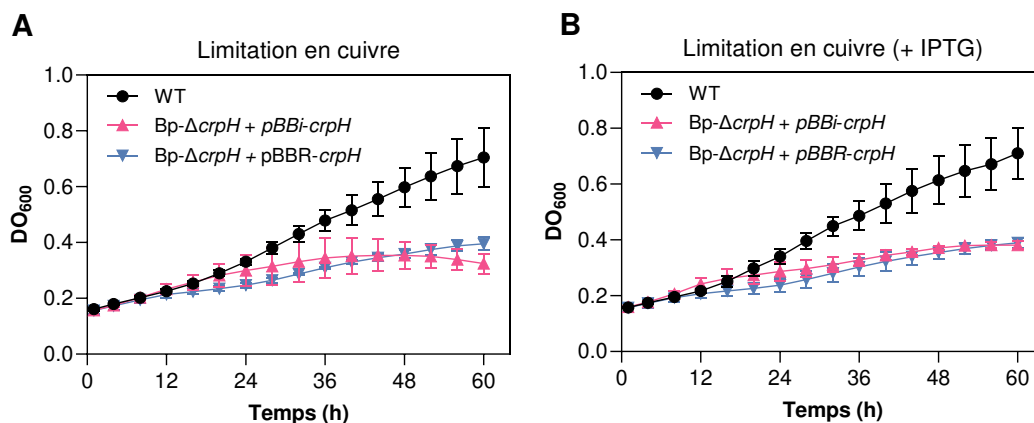 A
Limitation en cuivre
1.0
0.8
0.6
0.4
0.2
0.0
DO600
WT
Bp-ΔcrpH + pBBi-crpH
Bp-ΔcrpH + pBBR-crpH
0 12 24 36 48 60
Temps (h)
B
Limitation en cuivre (+ IPTG)
1.0
0.8
0.6
0.4
0.2
0.0
DO600
WT
Bp-ΔcrpH + pBBi-crpH
Bp-ΔcrpH + pBBR-crpH
0 12 24 36 48 60
Temps (h)